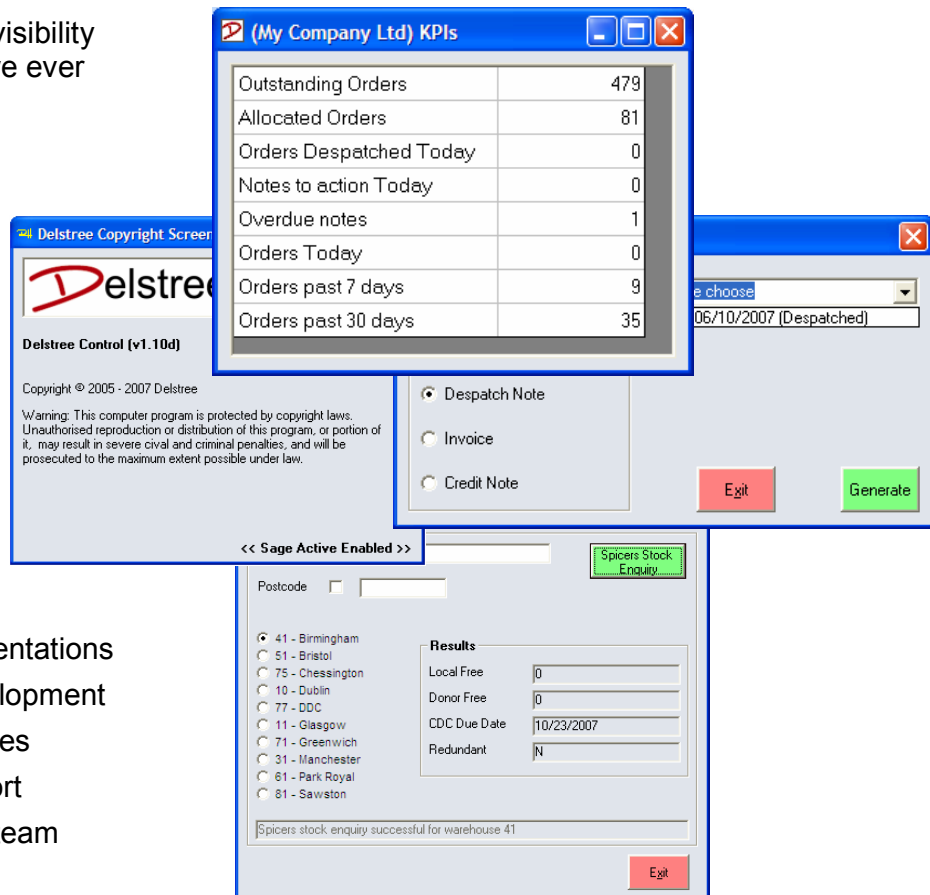 visibility
e ever
(My Company Ltd) KPIs
Outstanding Orders 479
Allocated Orders 81
Orders Despatched Today 0
Notes to action Today 0
Overdue notes 1
Orders Today 0
Orders past 7 days 9
Orders past 30 days 35
Delstree Copyright Screen
Delstree
Delstree Control (v1.10d)
Copyright © 2005 - 2007 Delstree
Warning: This computer program is protected by copyright laws.
Unauthorised reproduction or distribution of this program, or portion of
it, may result in severe cival and criminal penalties, and will be
prosecuted to the maximum extent possible under law.
<< Sage Active Enabled >>
e choose
06/10/2007 (Despatched)
Despatch Note
Invoice
Credit Note
Exit
Generate
Spicers Stock
Enquiry
Postcode
41 - Birmingham
51 - Bristol
75 - Chessington
10 - Dublin
77 - DDC
11 - Glasgow
71 - Greenwich
31 - Manchester
61 - Park Royal
81 - Sawston
Results
Local Free 0
Donor Free 0
CDC Due Date 10/23/2007
Redundant N
Spicers stock enquiry successful for warehouse 41
Exit
entations
lopment
es
rt
team